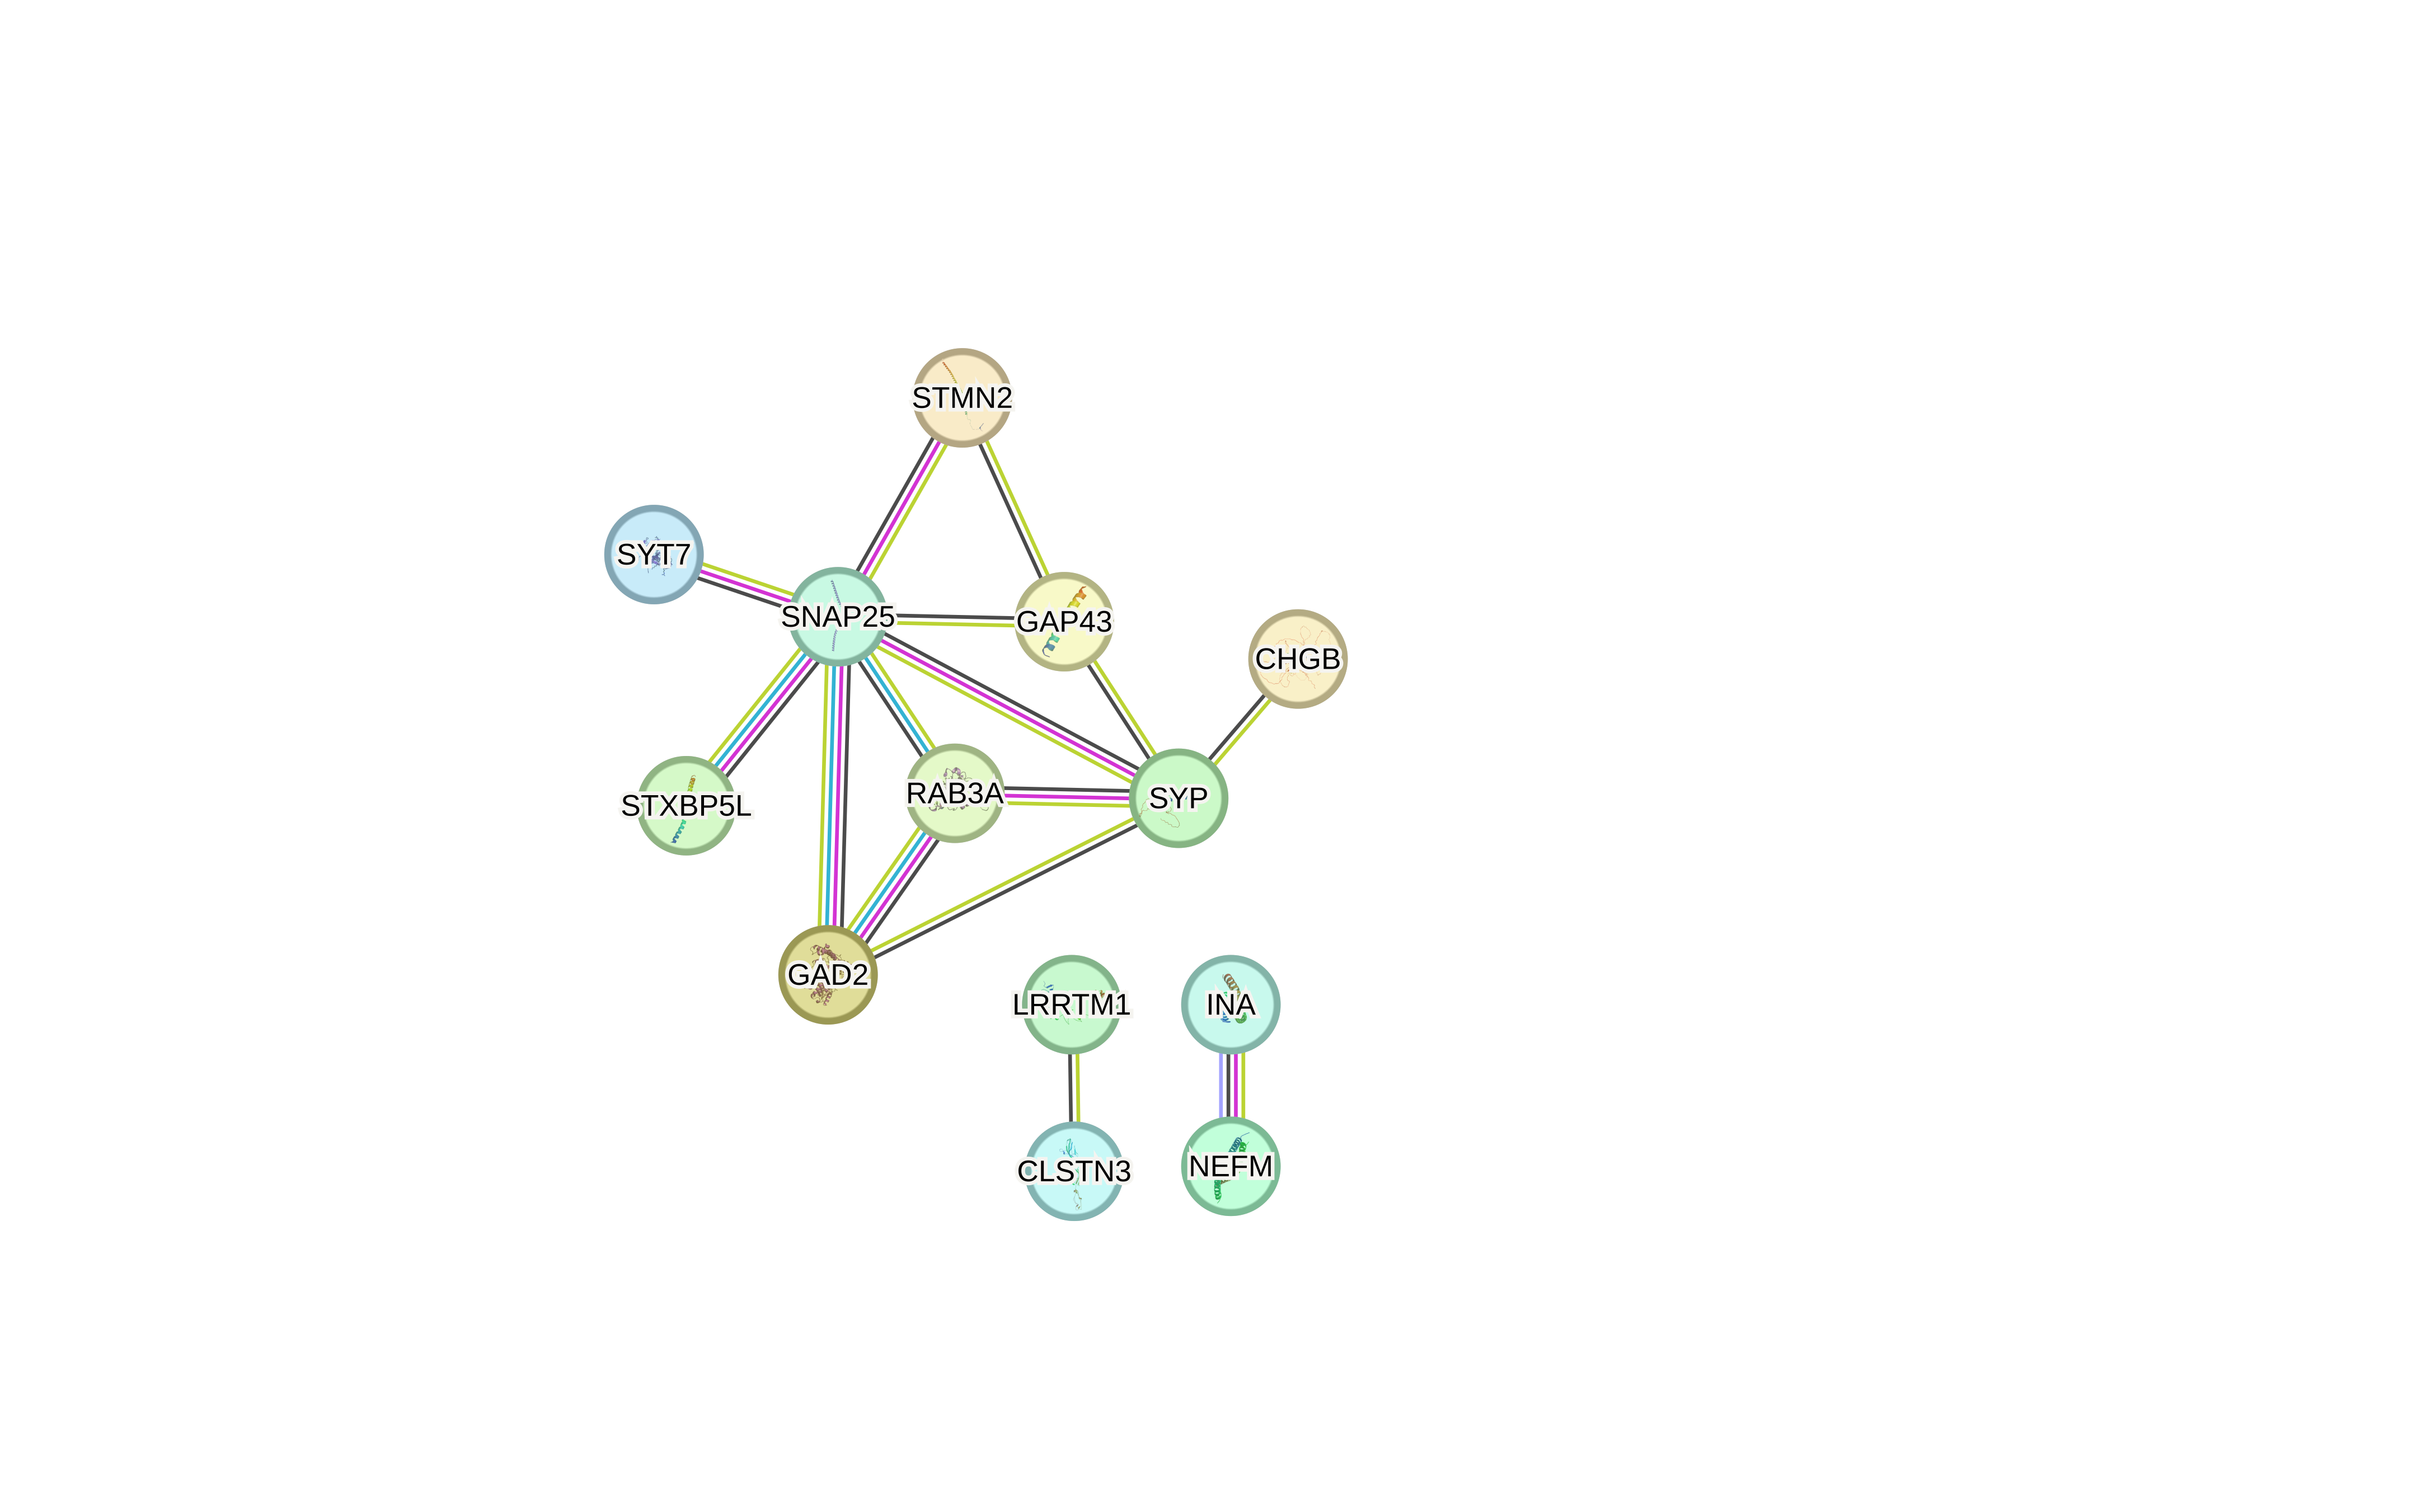 STMN2
SYT7
SNAP25
GAP43
CHGB
STXBP5L
RAB3A
SYP
GAD2
LRRTM1
INA
CLSTN3
NEFM